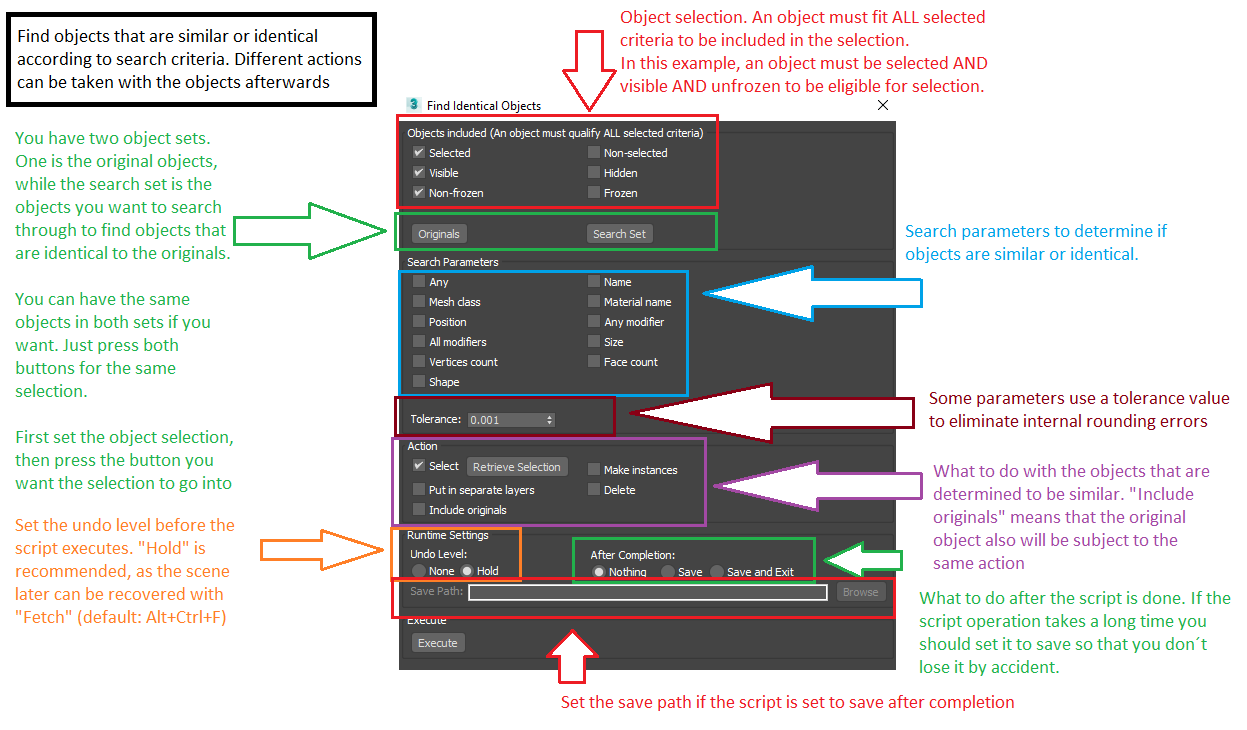 Find objects that are similar or identical
according to search criteria. Different actions
can be taken with the objects afterwards
Object selection. An object must fit ALL selected
criteria to be included in the selection.
In this example, an object must be selected AND
visible AND unfrozen to be eligible for selection.
You have two object sets.
One is the original objects,
while the search set is the
objects you want to search
through to find objects that
are identical to the originals.
You can have the same
objects in both sets if you
want. Just press both
buttons for the same
selection.
First set the object selection,
then press the button you
want the selection to go into
Set the undo level before the
script executes. "Hold" is
recommended, as the scene
later can be recovered with
"Fetch" (default: Alt+Ctrl+F)
3 Find Identical Objects
Objects included (An object must qualify ALL selected criteria)
Selected Non-selected
Visible Hidden
Non-frozen Frozen
Originals Search Set
Search Parameters
Any Name
Mesh class Material name
Position Any modifier
All modifiers Size
Vertices count Face count
Shape
Tolerance: 0.001
Action
Select Retrieve Selection Make instances
Put in separate layers Delete
Include originals
Runtime Settings
Undo Level: After Completion:
None Hold Nothing Save Save and Exit
Save Path: Browse
Execute
Execute
Search parameters to determine if
objects are similar or identical.
Some parameters use a tolerance value
to eliminate internal rounding errors
What to do with the objects that are
determined to be similar. "Include
originals" means that the original
object also will be subject to the
same action
What to do after the script is done. If the
script operation takes a long time you
should set it to save so that you don´t
lose it by accident.
Set the save path if the script is set to save after completion